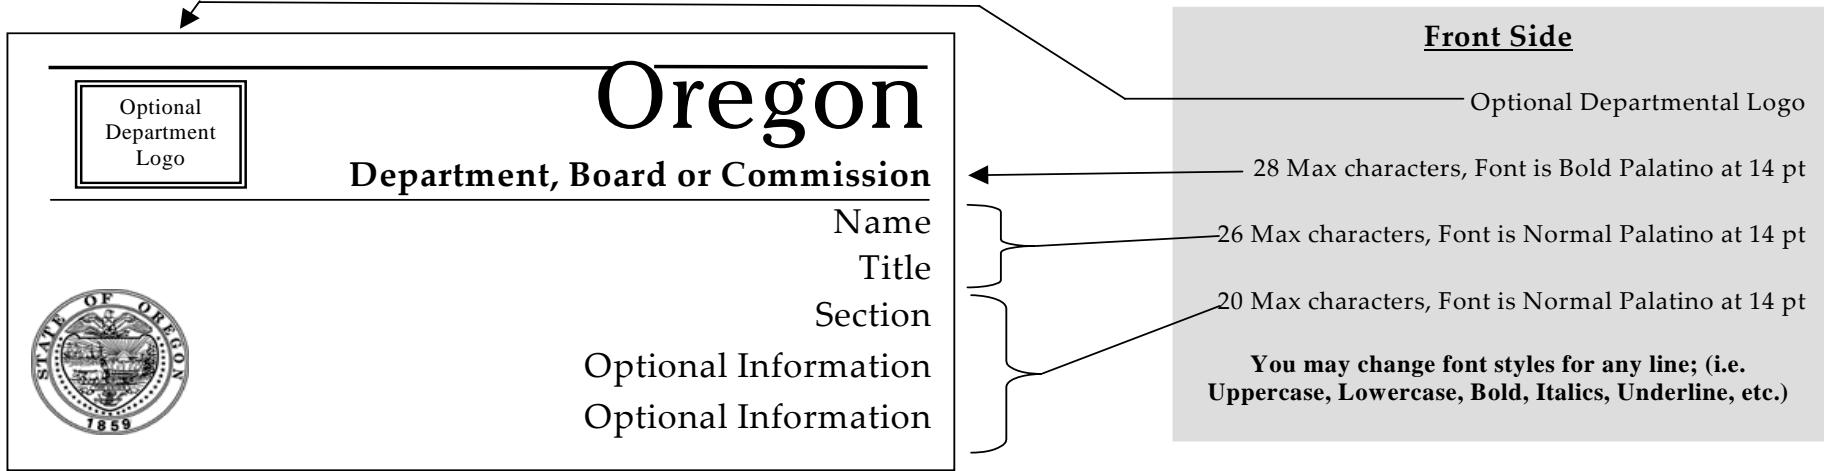 Optional
Department
Logo
Oregon
Department, Board or Commission
Name
Title
Section
Optional Information
Optional Information
STATE OF OREGON
1859
Front Side
Optional Departmental Logo
28 Max characters, Font is Bold Palatino at 14 pt
26 Max characters, Font is Normal Palatino at 14 pt
20 Max characters, Font is Normal Palatino at 14 pt
You may change font styles for any line; (i.e.
Uppercase, Lowercase, Bold, Italics, Underline, etc.)